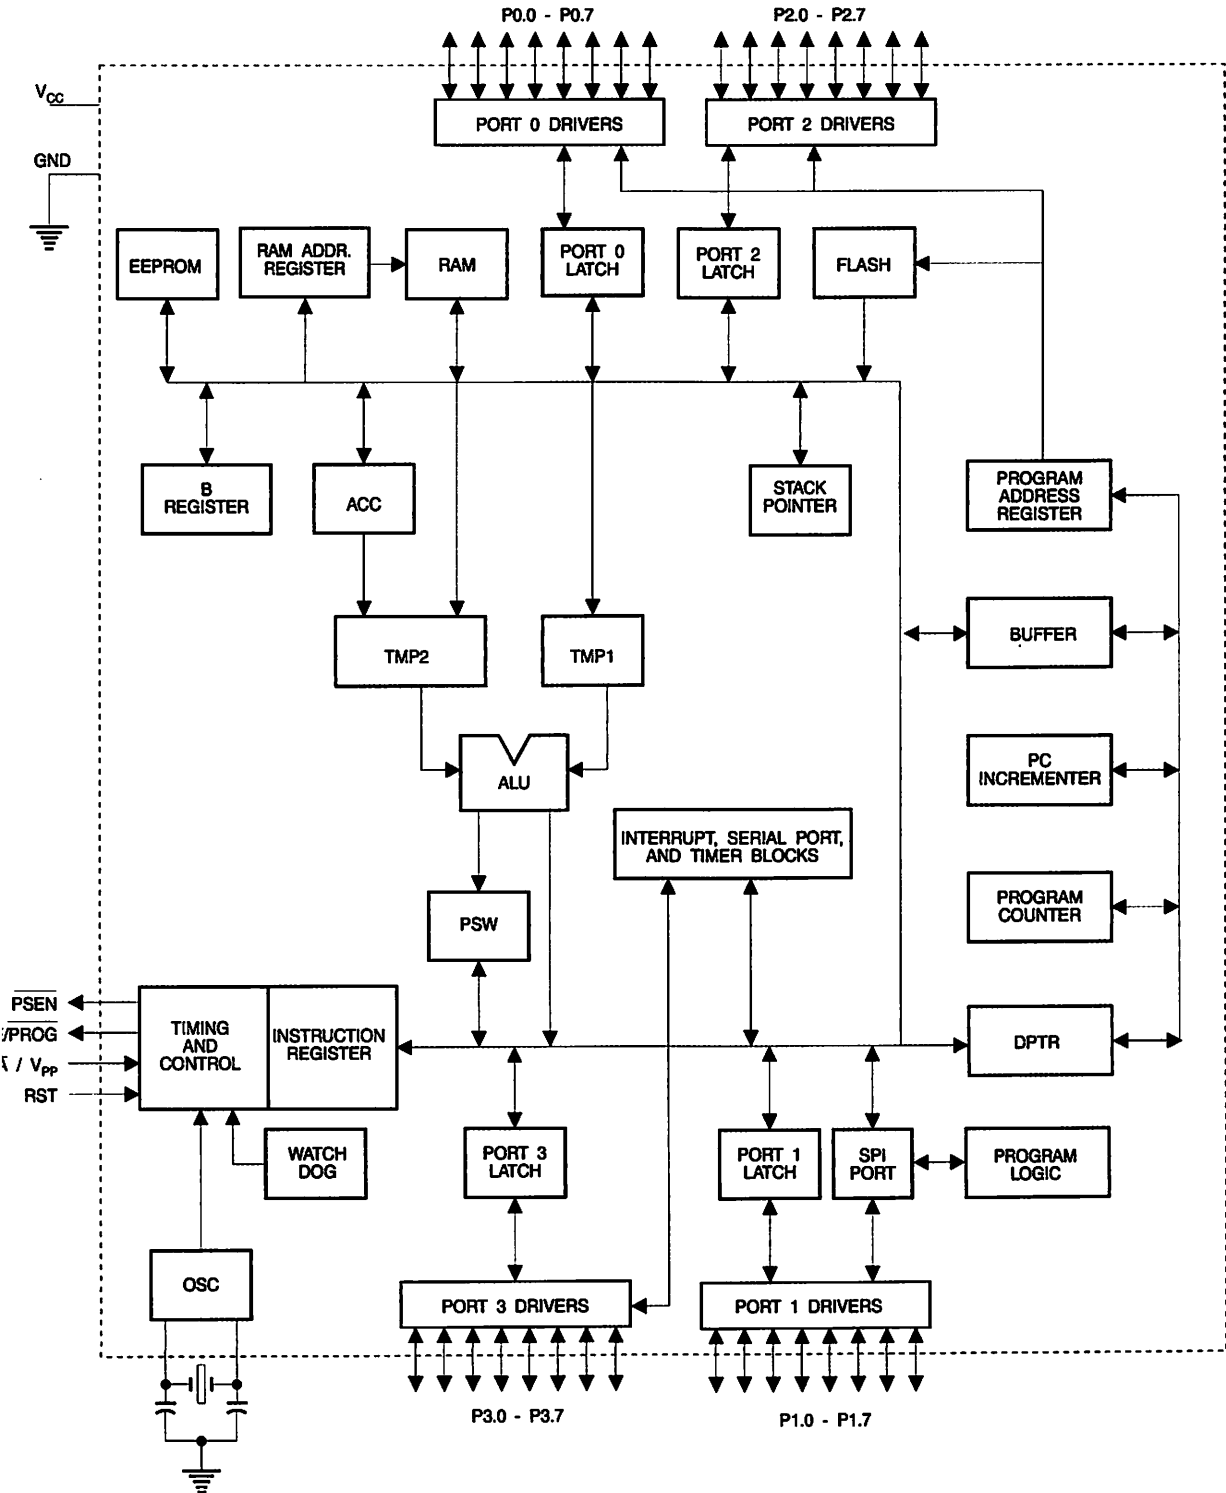 P0.0 - P0.7
P2.0 - P2.7
VCC
GND
PORT 0 DRIVERS
PORT 2 DRIVERS
EEPROM
RAM ADDR.
REGISTER
RAM
PORT 0
LATCH
PORT 2
LATCH
FLASH
B
REGISTER
ACC
STACK
POINTER
PROGRAM
ADDRESS
REGISTER
TMP2
TMP1
BUFFER
ALU
PC
INCREMENTER
INTERRUPT, SERIAL PORT,
AND TIMER BLOCKS
PSW
PROGRAM
COUNTER
PSEN
/PROG
/ VPP
RST
TIMING
AND
CONTROL
INSTRUCTION
REGISTER
DPTR
WATCH
DOG
PORT 3
LATCH
PORT 1
LATCH
SPI
PORT
PROGRAM
LOGIC
OSC
PORT 3 DRIVERS
PORT 1 DRIVERS
P3.0 - P3.7
P1.0 - P1.7